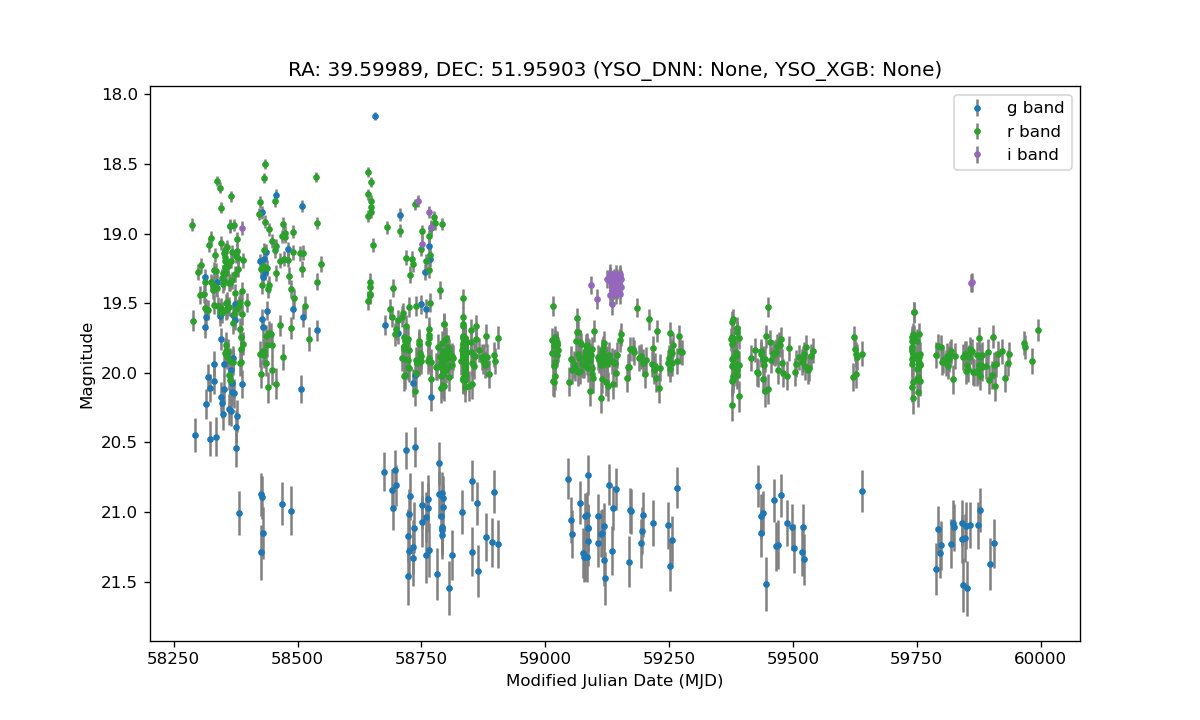 RA: 39.59989, DEC: 51.95903 (YSO_DNN: None, YSO_XGB: None)
g band
r band
i band
18.0
18.5
19.0
19.5
20.0
20.5
21.0
21.5
Magnitude
58250 58500 58750 59000 59250 59500 59750 60000
Modified Julian Date (MJD)